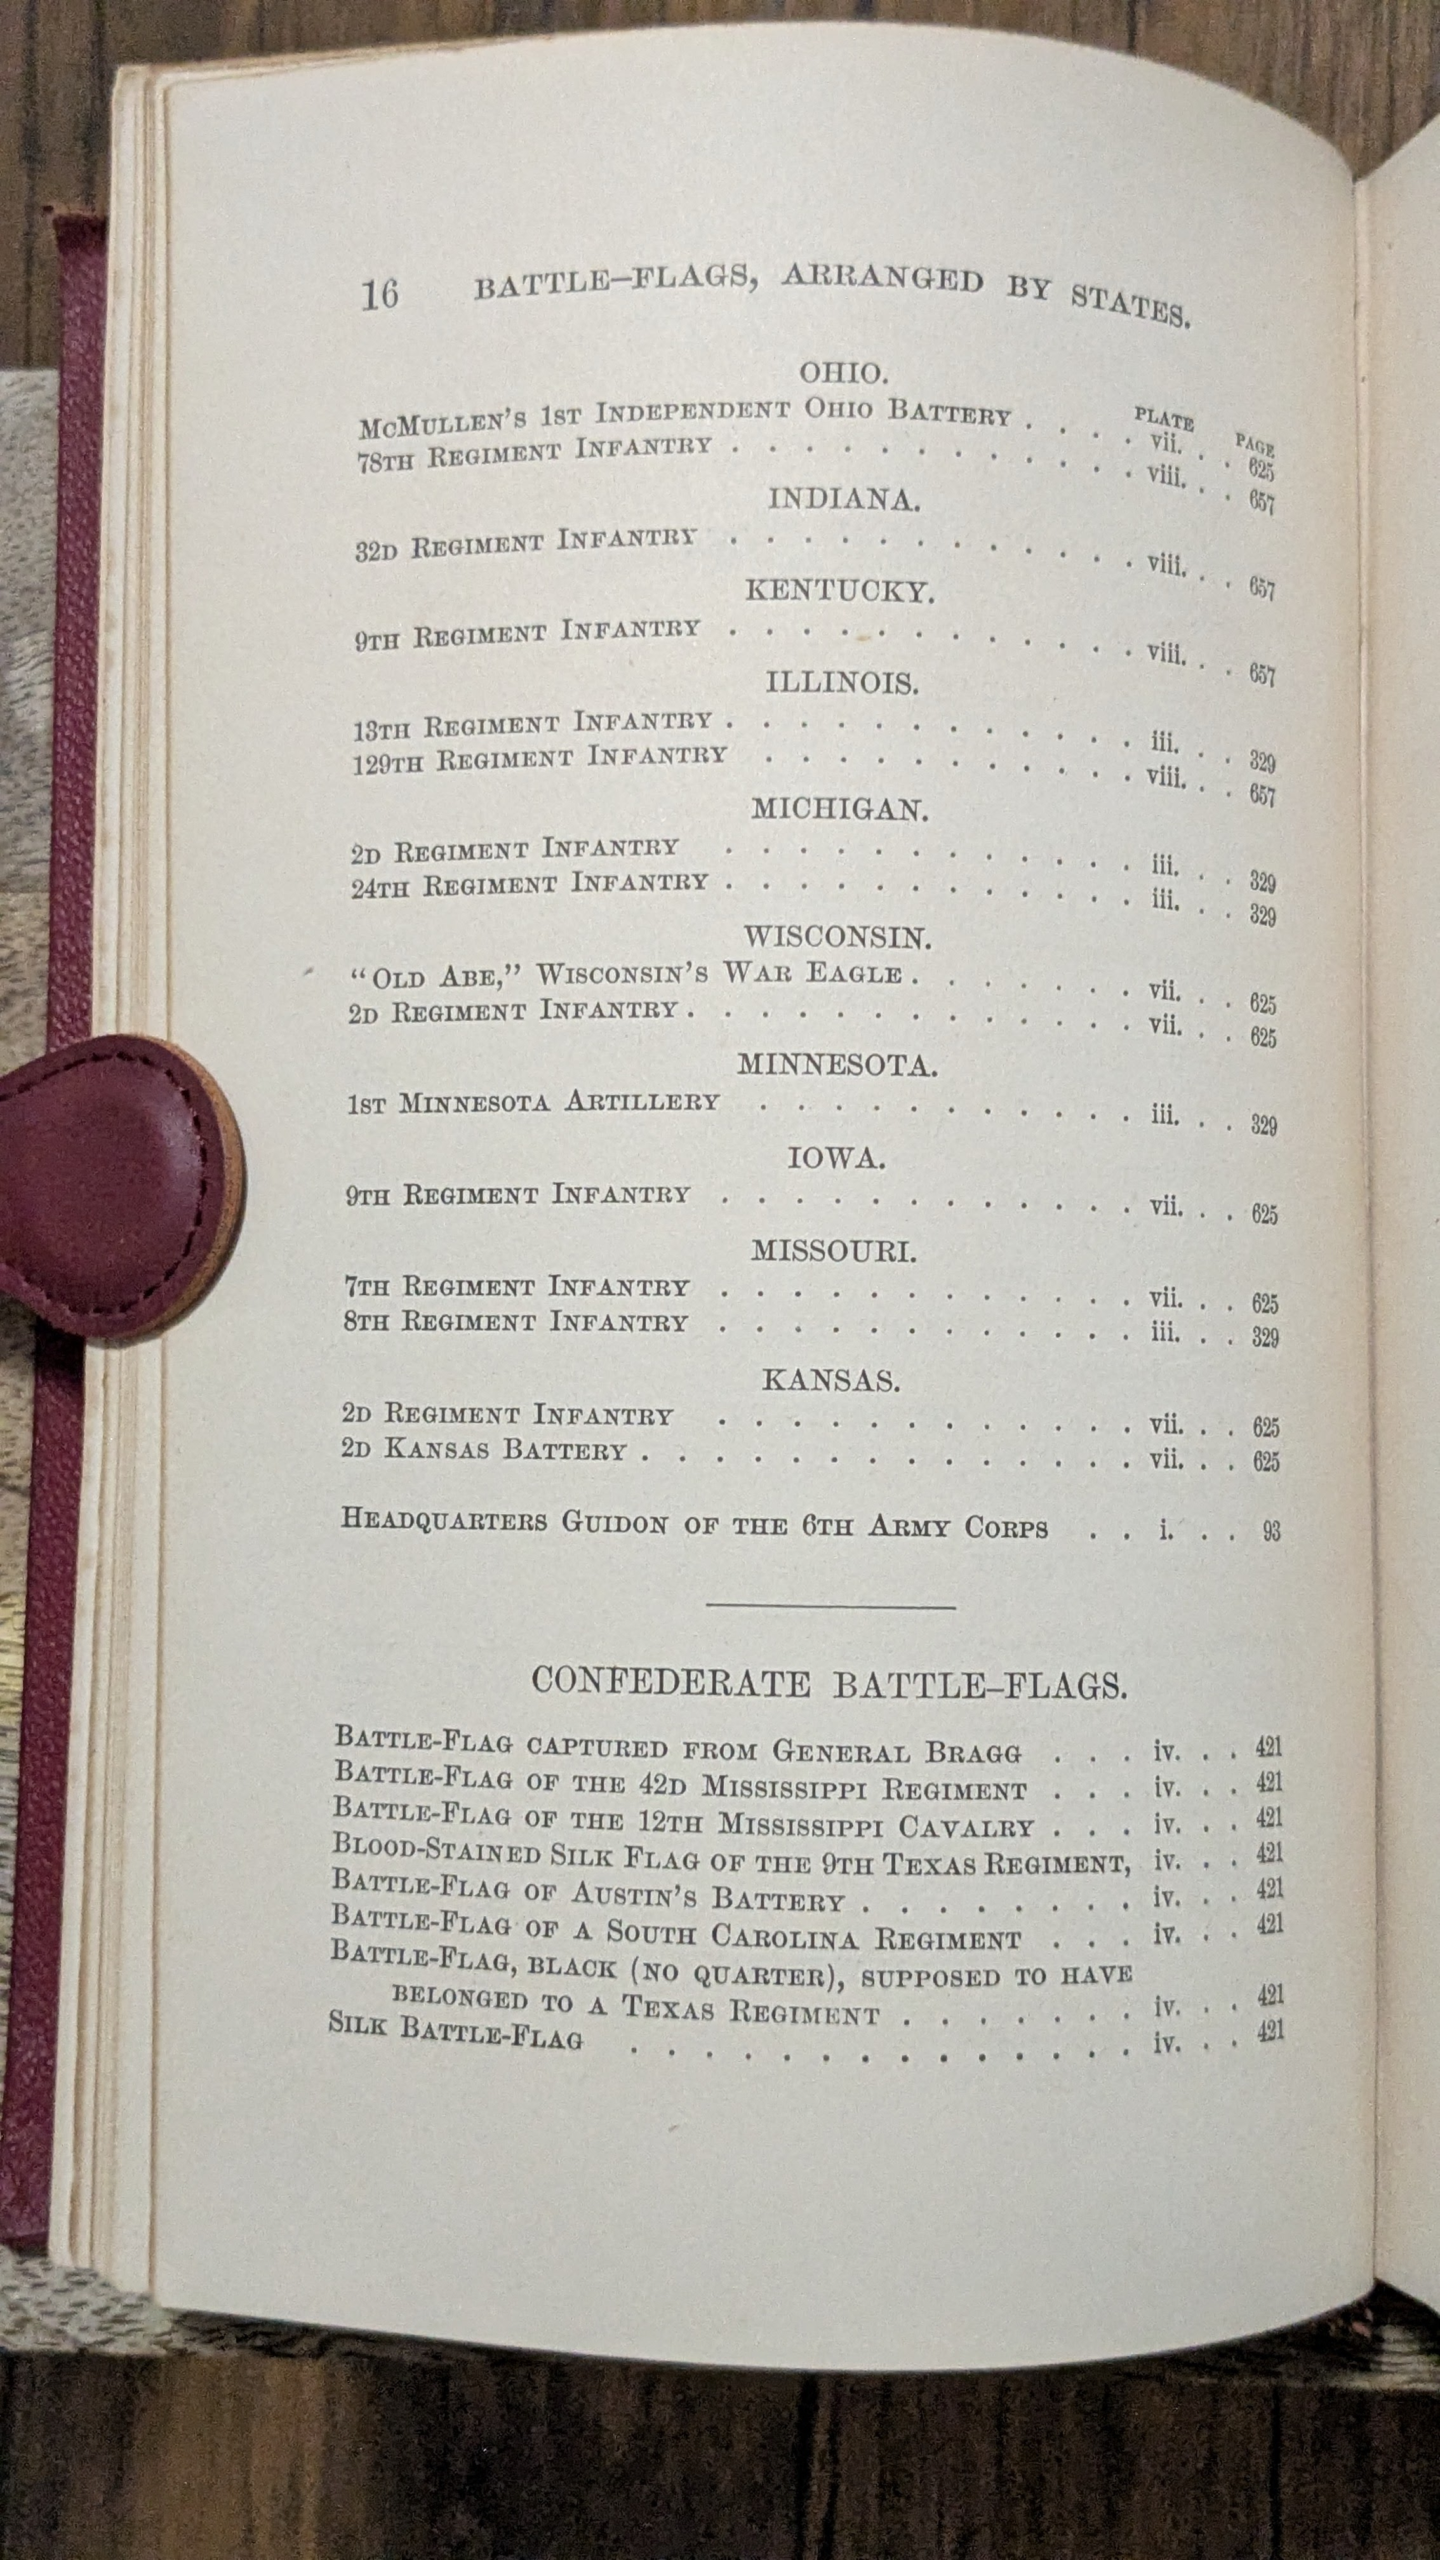 16 BATTLE–FLAGS, ARRANGED BY STATES.
OHIO.
PLATE PAGE
McMullen's 1st Independent Ohio Battery . . . . vii. . . 625
78th Regiment Infantry . . . . . . . . . . . viii. . . 657
INDIANA.
32d Regiment Infantry . . . . . . . . . . . viii. . . 657
KENTUCKY.
9th Regiment Infantry . . . . . . . . . . . viii. . . 657
ILLINOIS.
13th Regiment Infantry . . . . . . . . . . . iii. . . 329
129th Regiment Infantry . . . . . . . . . . viii. . . 657
MICHIGAN.
2d Regiment Infantry . . . . . . . . . . . iii. . . 329
24th Regiment Infantry . . . . . . . . . . . iii. . . 329
WISCONSIN.
"Old Abe," Wisconsin's War Eagle . . . . . . . vii. . . 625
2d Regiment Infantry . . . . . . . . . . . . vii. . . 625
MINNESOTA.
1st Minnesota Artillery . . . . . . . . . . iii. . . 329
IOWA.
9th Regiment Infantry . . . . . . . . . . . vii. . . 625
MISSOURI.
7th Regiment Infantry . . . . . . . . . . . vii. . . 625
8th Regiment Infantry . . . . . . . . . . . iii. . . 329
KANSAS.
2d Regiment Infantry . . . . . . . . . . . vii. . . 625
2d Kansas Battery . . . . . . . . . . . . . vii. . . 625
Headquarters Guidon of the 6th Army Corps . . i. . . 93
CONFEDERATE BATTLE–FLAGS.
Battle-Flag captured from General Bragg . . . iv. . . 421
Battle-Flag of the 42d Mississippi Regiment . . . iv. . . 421
Battle-Flag of the 12th Mississippi Cavalry . . . iv. . . 421
Blood-Stained Silk Flag of the 9th Texas Regiment, iv. . . 421
Battle-Flag of Austin's Battery . . . . . . . . iv. . . 421
Battle-Flag of a South Carolina Regiment . . . iv. . . 421
Battle-Flag, black (no quarter), supposed to have
belonged to a Texas Regiment . . . . . . . iv. . . 421
Silk Battle-Flag . . . . . . . . . . . . . . iv. . . 421